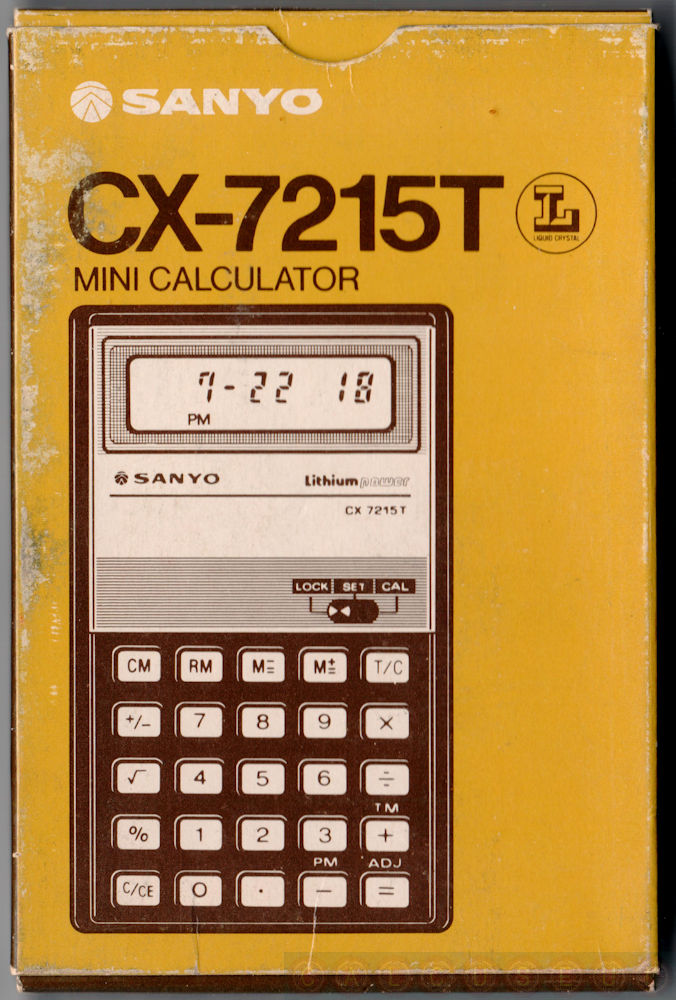 SANYO
CX-7215T
L
LIQUID CRYSTAL
MINI CALCULATOR
7-22 18
PM
SANYO
Lithium power
CX 7215T
LOCK SET CAL
CM RM M= M± T/C
+/− 7 8 9 ×
√ 4 5 6 ÷
TM
% 1 2 3 +
PM ADJ
C/CE 0 · − =